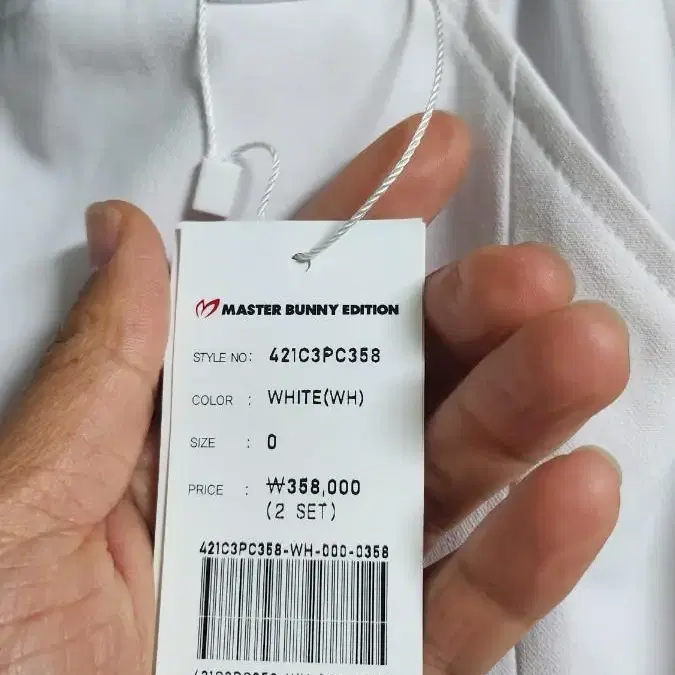 MASTER BUNNY EDITION
STYLE NO: 421C3PC358
COLOR : WHITE(WH)
SIZE : 0
PRICE : ₩358,000
(2 SET)
421C3PC358-WH-000-0358